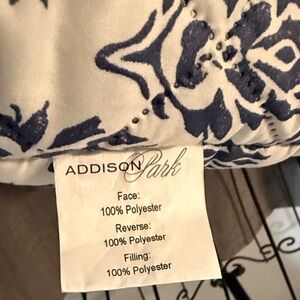 ADDISON Park
Face:
100% Polyester
Reverse:
100% Polyester
Filling:
100% Polyester